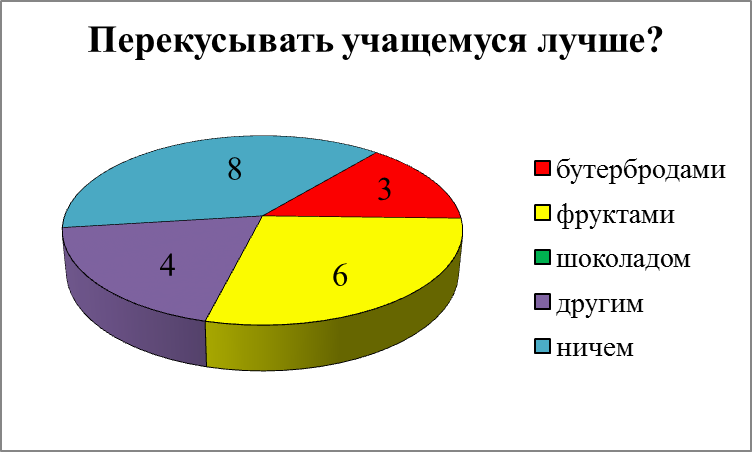 Перекусывать учащемуся лучше?
8
3
4
6
бутербродами
фруктами
шоколадом
другим
ничем